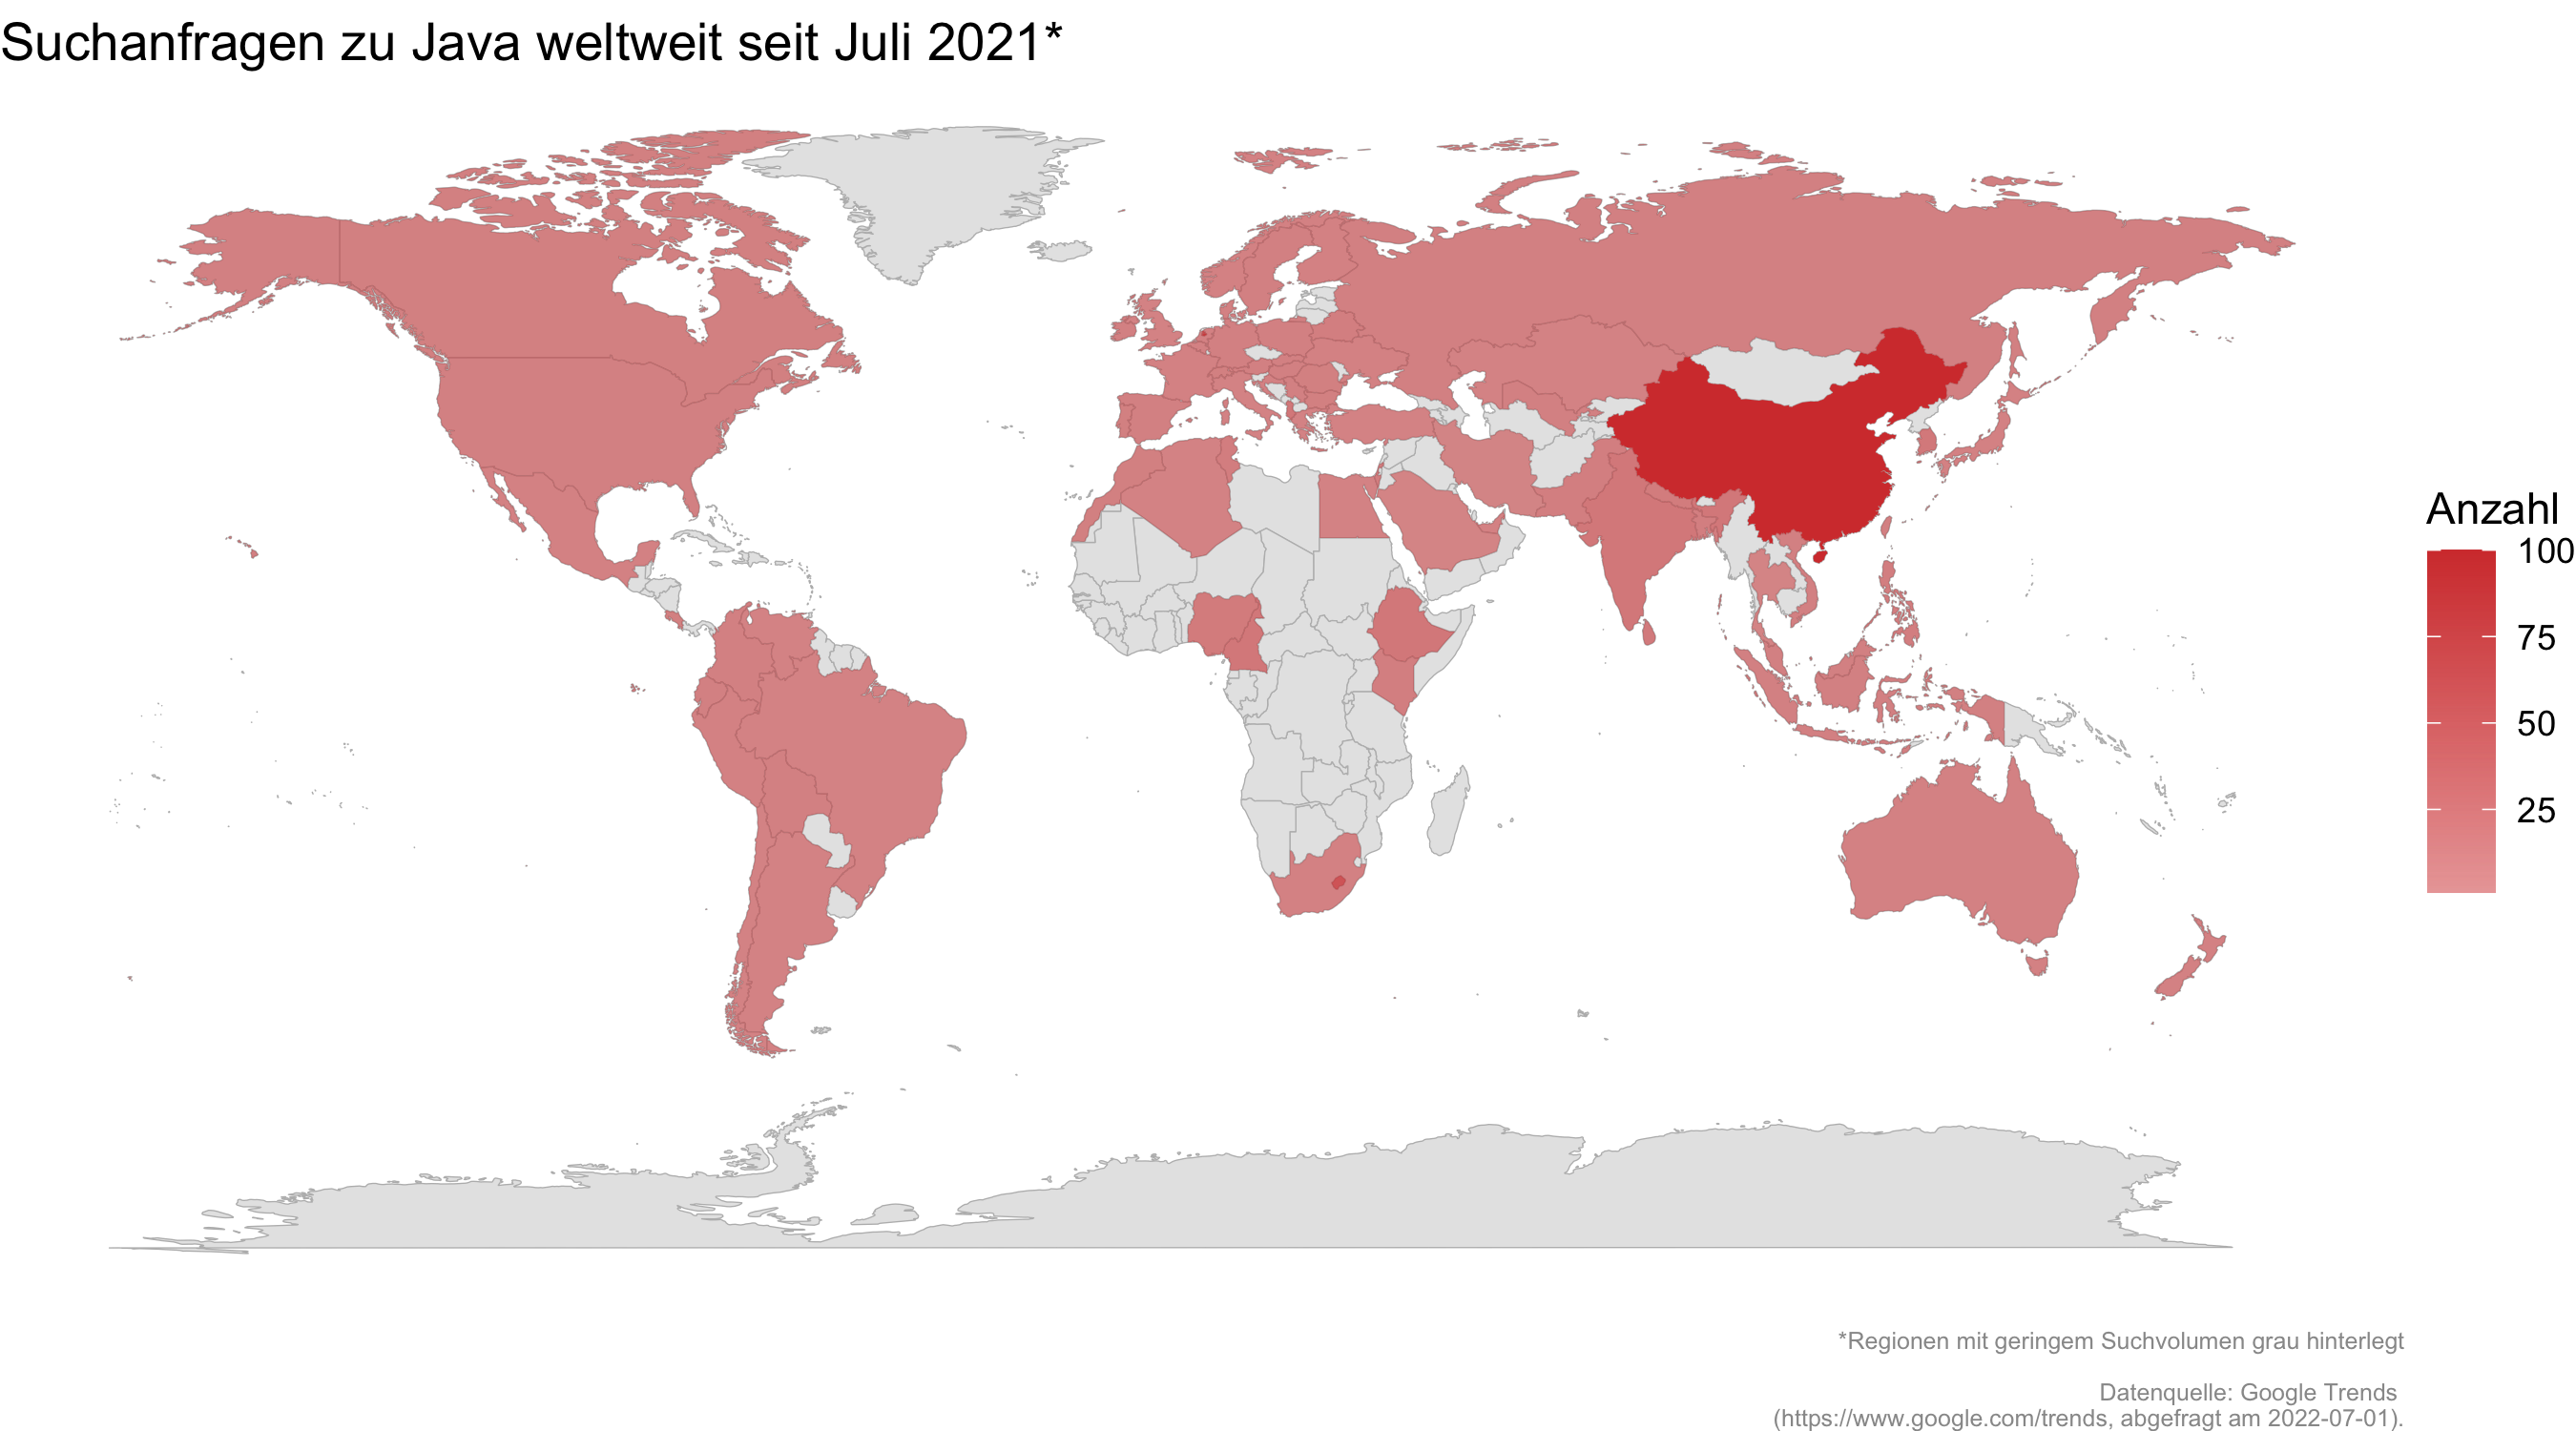 Suchanfragen zu Java weltweit seit Juli 2021*
Anzahl
100
75
50
25
*Regionen mit geringem Suchvolumen grau hinterlegt
Datenquelle: Google Trends
(https://www.google.com/trends, abgefragt am 2022-07-01).